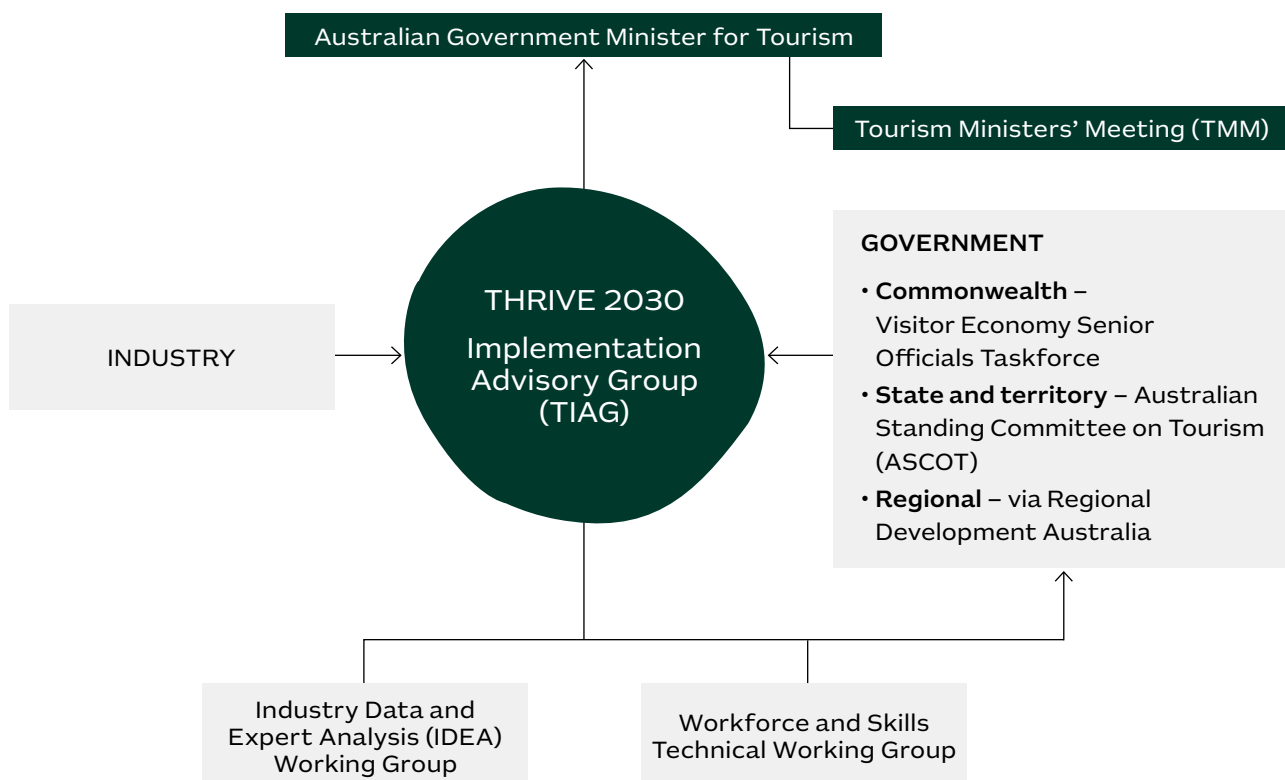 Australian Government Minister for Tourism
Tourism Ministers’ Meeting (TMM)
INDUSTRY
THRIVE 2030
Implementation
Advisory Group
(TIAG)
GOVERNMENT
• Commonwealth –
Visitor Economy Senior
Officials Taskforce
• State and territory – Australian
Standing Committee on Tourism
(ASCOT)
• Regional – via Regional
Development Australia
Industry Data and
Expert Analysis (IDEA)
Working Group
Workforce and Skills
Technical Working Group